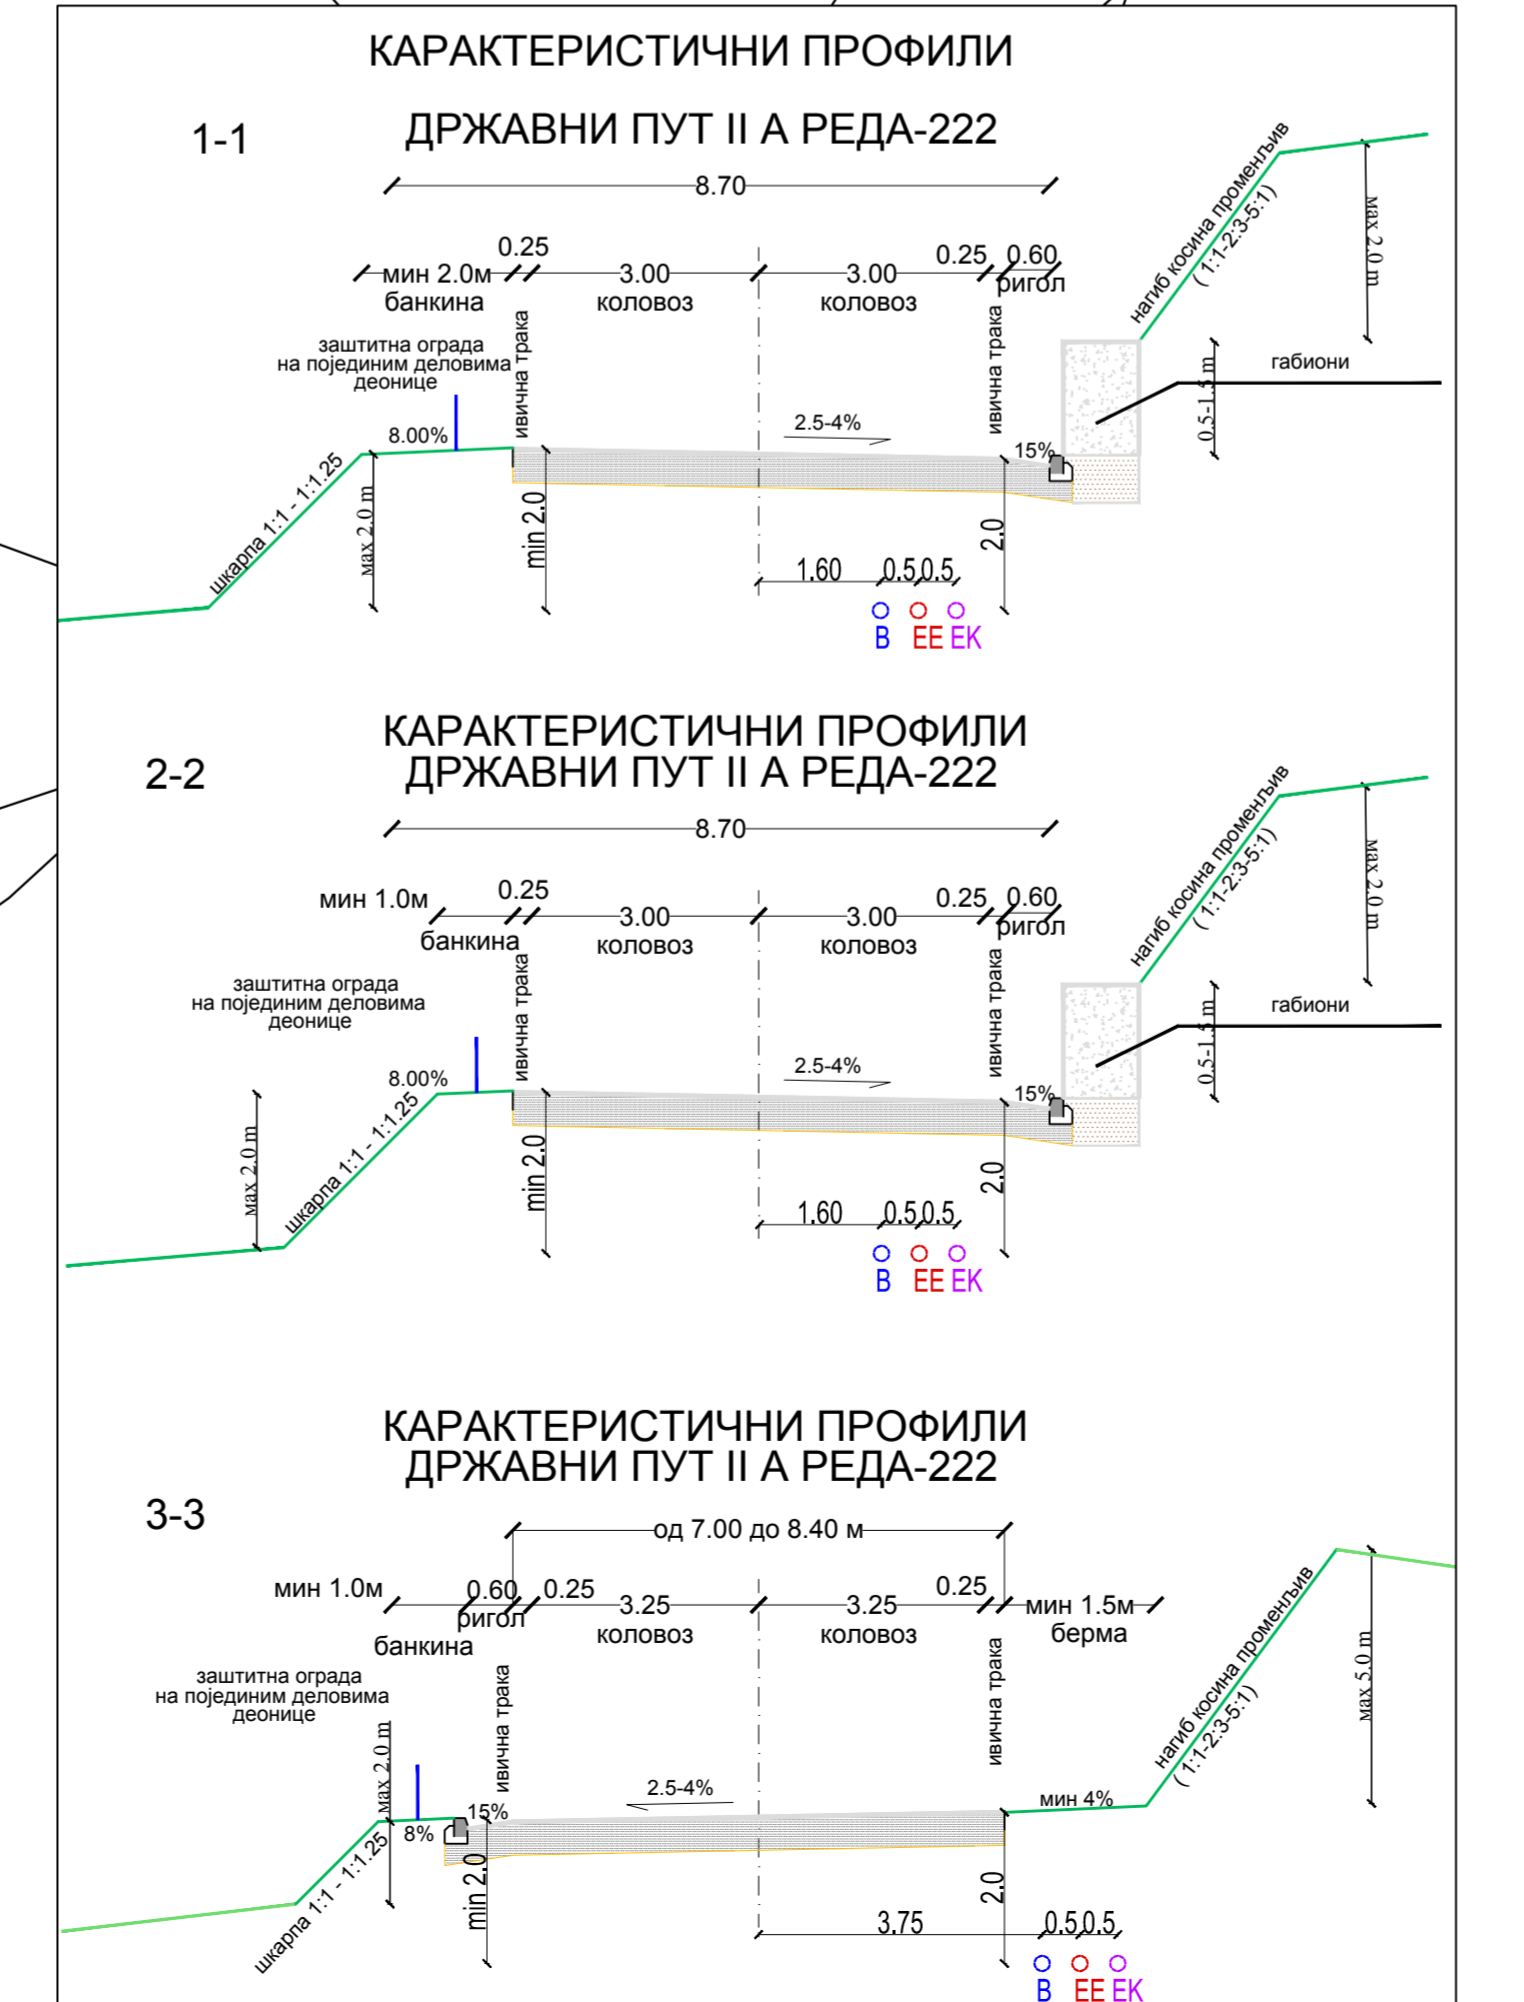 КАРАКТЕРИСТИЧНИ ПРОФИЛИ
1-1
ДРЖАВНИ ПУТ II А РЕДА-222
8.70
0.25
0.25
0.60
мин 2.0м
3.00
3.00
ригол
банкина
коловоз
коловоз
нагиб косина променљив
( 1:1-2:3-5:1)
мах 2.0 m
заштитна ограда
на појединим деловима
деонице
ивична трака
ивична трака
габиони
0.5-1.5 m
8.00%
2.5-4%
15%
шкарпа 1:1 - 1:1.25
мах 2.0 m
min 2.0
2.0
1.60
0.5
0.5
B
EE
EK
КАРАКТЕРИСТИЧНИ ПРОФИЛИ
2-2
ДРЖАВНИ ПУТ II А РЕДА-222
8.70
мин 1.0м
0.25
0.25
0.60
3.00
3.00
ригол
банкина
коловоз
коловоз
нагиб косина променљив
( 1:1-2:3-5:1)
мах 2.0 m
заштитна ограда
на појединим деловима
деонице
ивична трака
ивична трака
габиони
0.5-1.5 m
8.00%
2.5-4%
15%
шкарпа 1:1 - 1:1.25
мах 2.0 m
min 2.0
2.0
1.60
0.5
0.5
B
EE
EK
КАРАКТЕРИСТИЧНИ ПРОФИЛИ
ДРЖАВНИ ПУТ II А РЕДА-222
3-3
од 7.00 до 8.40 м
мин 1.0м
0.60
0.25
0.25
3.25
3.25
мин 1.5м
ригол
коловоз
коловоз
берма
банкина
нагиб косина променљив
( 1:1-2:3-5:1)
мах 5.0 m
заштитна ограда
на појединим деловима
деонице
ивична трака
ивична трака
мах 2.0 m
2.5-4%
мин 4%
15%
8%
шкарпа 1:1 - 1:1.25
min 2.0
2.0
3.75
0.5
0.5
B
EE
EK